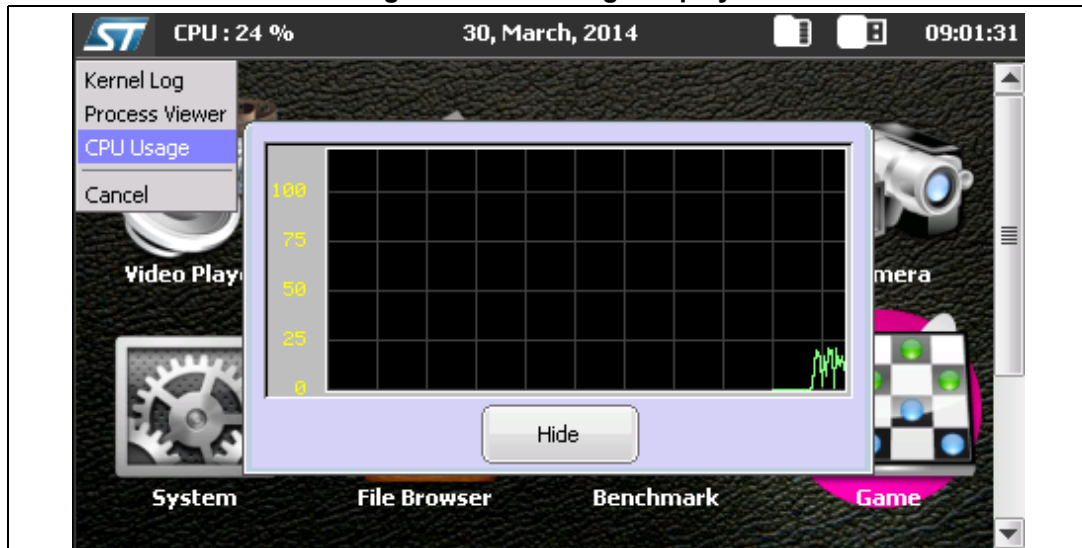 CPU : 24 %
30, March, 2014
09:01:31
Kernel Log
Process Viewer
CPU Usage
Cancel
100
75
50
25
0
Hide
Video Play
mera
System
File Browser
Benchmark
Game